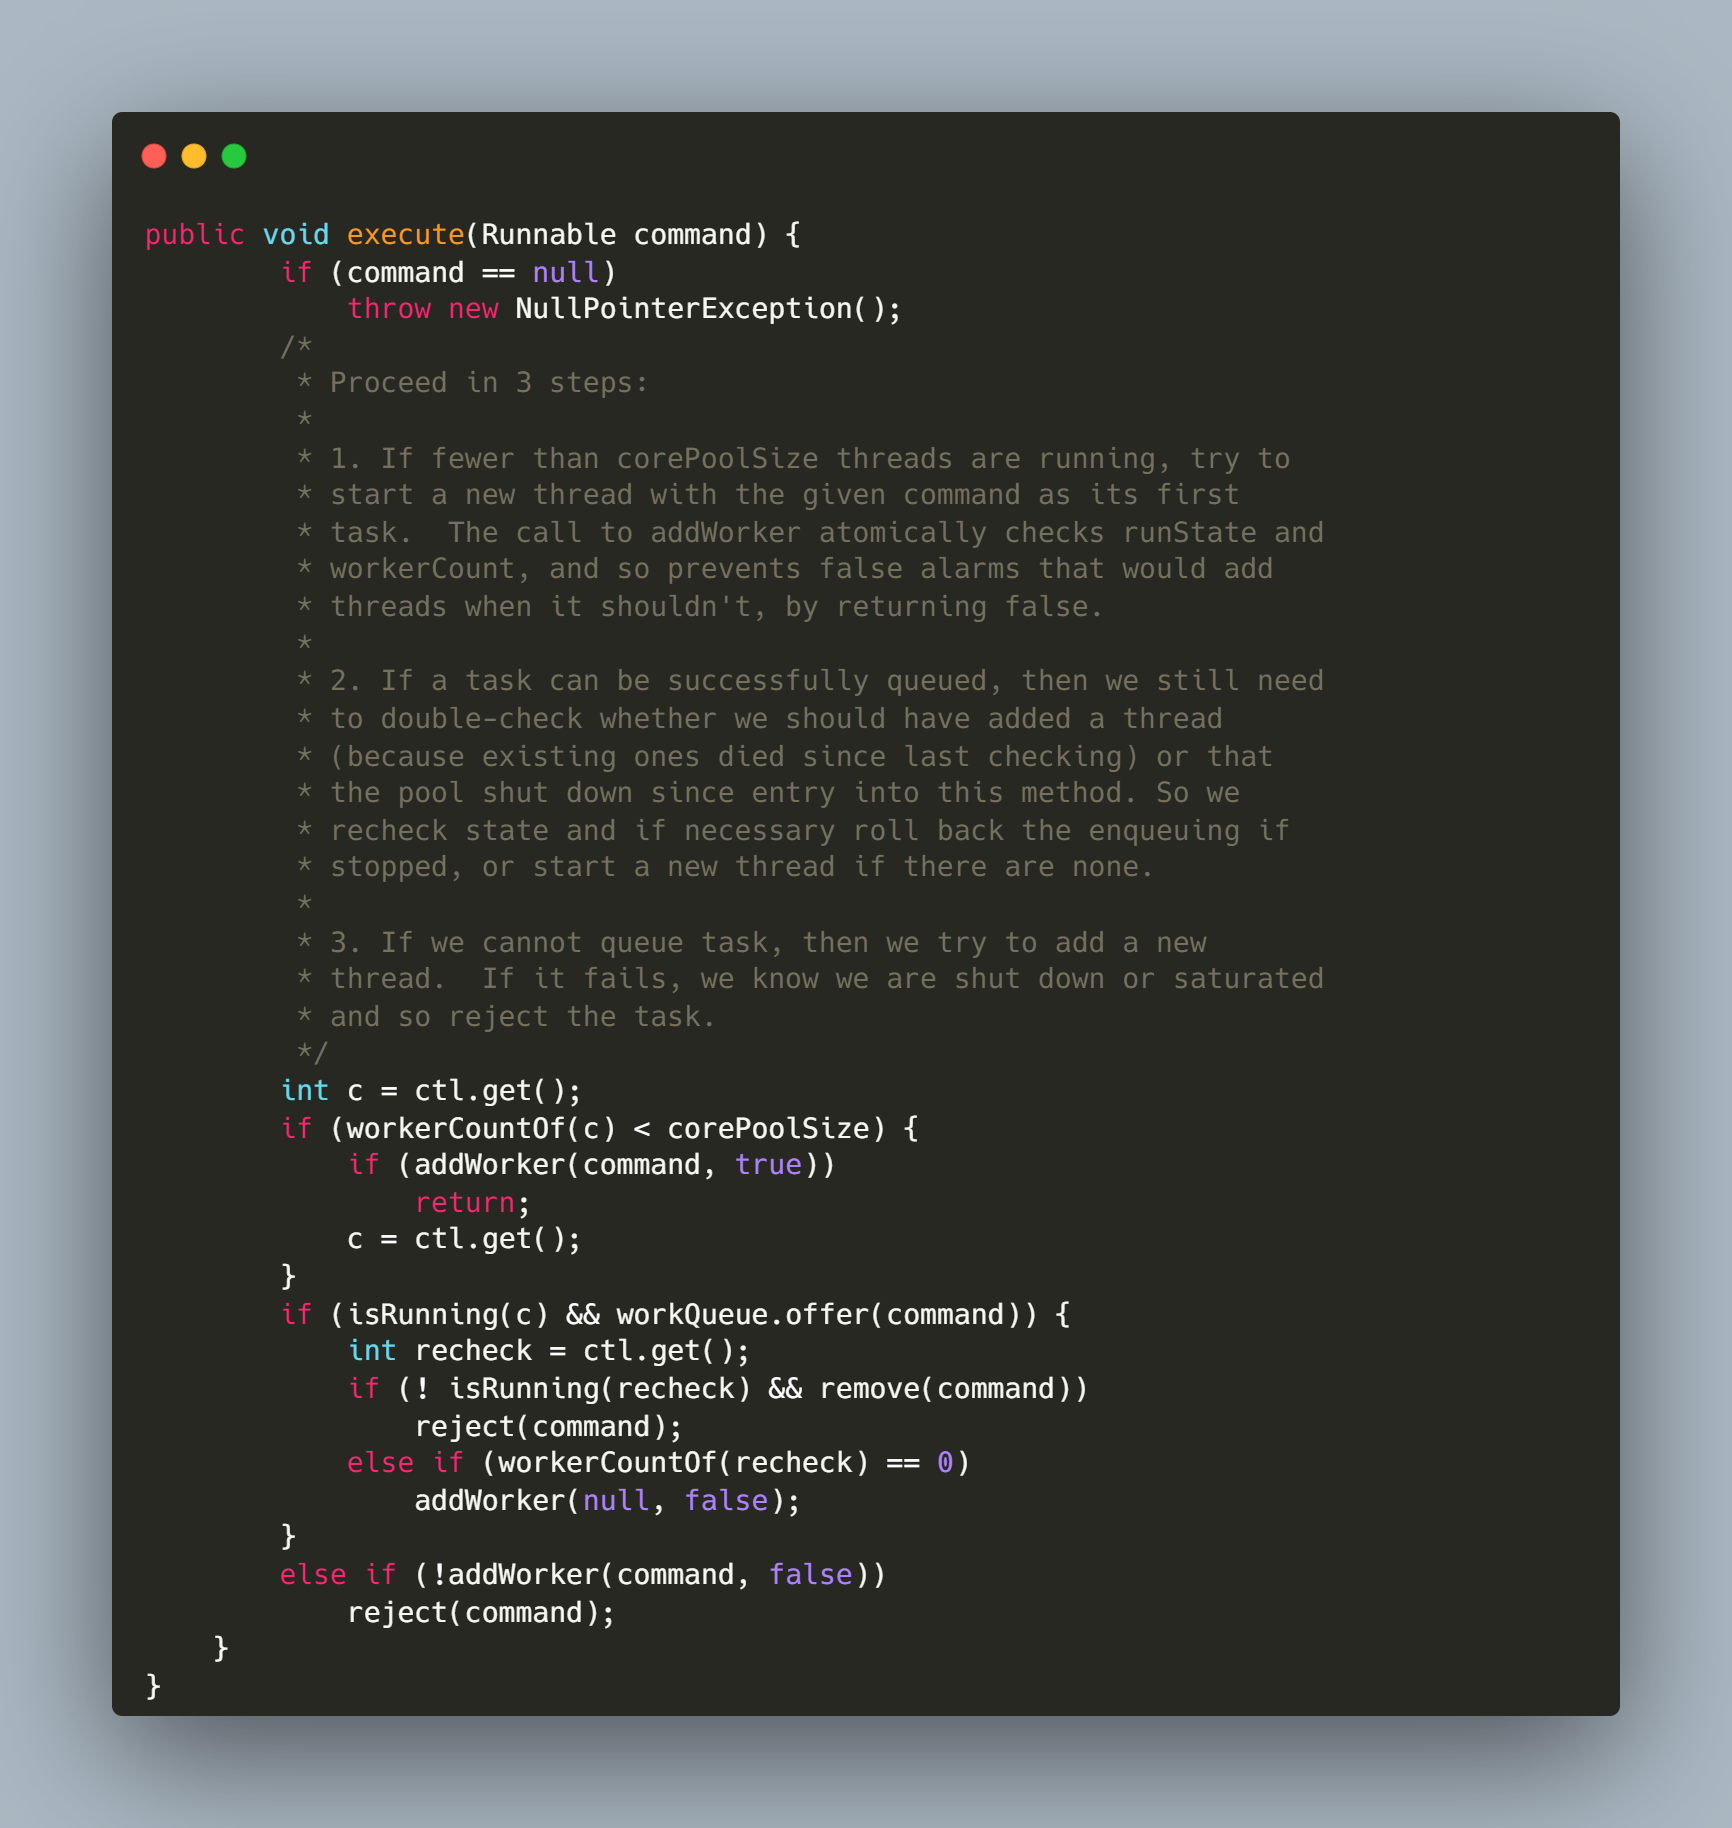 public void execute(Runnable command) {
        if (command == null)
            throw new NullPointerException();
        /*
         * Proceed in 3 steps:
         *
         * 1. If fewer than corePoolSize threads are running, try to
         * start a new thread with the given command as its first
         * task.  The call to addWorker atomically checks runState and
         * workerCount, and so prevents false alarms that would add
         * threads when it shouldn't, by returning false.
         *
         * 2. If a task can be successfully queued, then we still need
         * to double-check whether we should have added a thread
         * (because existing ones died since last checking) or that
         * the pool shut down since entry into this method. So we
         * recheck state and if necessary roll back the enqueuing if
         * stopped, or start a new thread if there are none.
         *
         * 3. If we cannot queue task, then we try to add a new
         * thread.  If it fails, we know we are shut down or saturated
         * and so reject the task.
         */
        int c = ctl.get();
        if (workerCountOf(c) < corePoolSize) {
            if (addWorker(command, true))
                return;
            c = ctl.get();
        }
        if (isRunning(c) && workQueue.offer(command)) {
            int recheck = ctl.get();
            if (! isRunning(recheck) && remove(command))
                reject(command);
            else if (workerCountOf(recheck) == 0)
                addWorker(null, false);
        }
        else if (!addWorker(command, false))
            reject(command);
    }
}